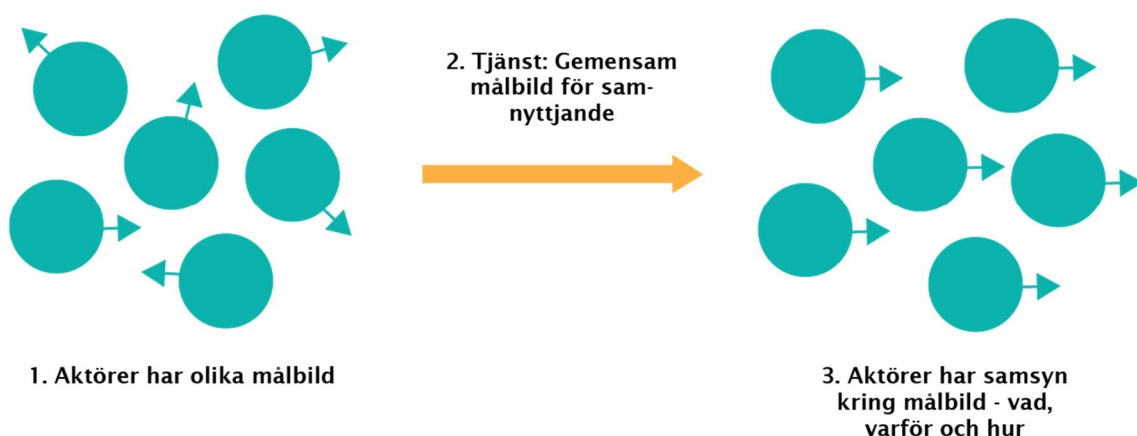 2. Tjänst: Gemensam
målbild för sam-
nyttjande
1. Aktörer har olika målbild
3. Aktörer har samsyn
kring målbild - vad,
varför och hur